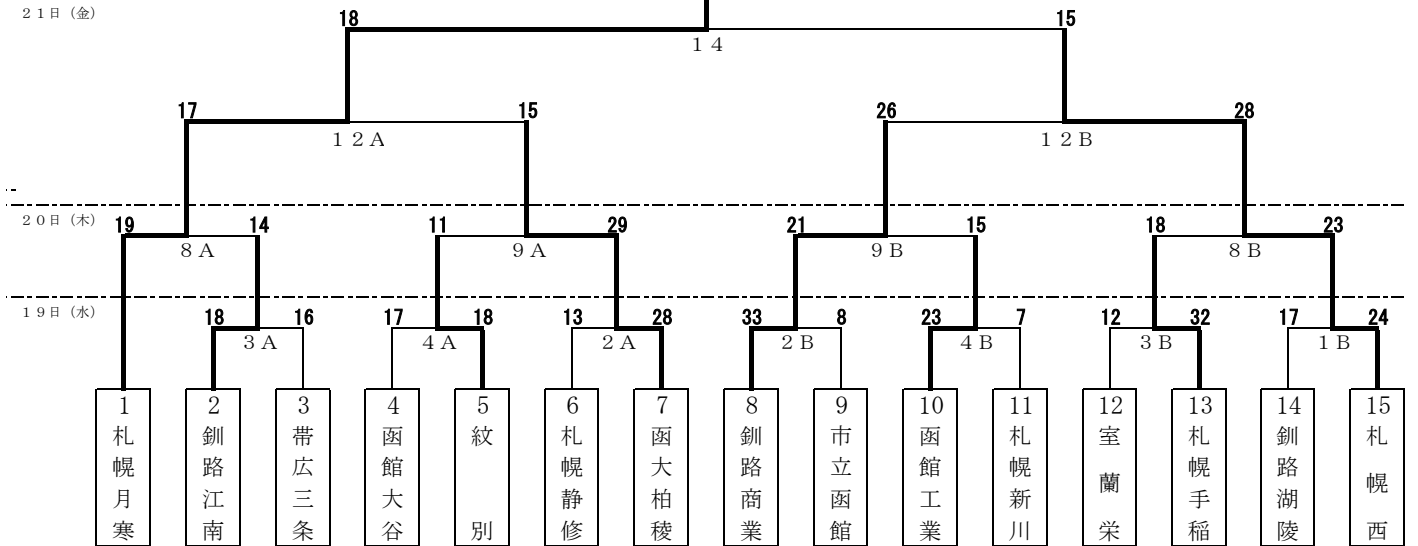 21日（金）
18 15
14
17 15 26 28
12A 12B
20日（木）
19 14 11 29 21 15 18 23
8A 9A 9B 8B
19日（水）
18 16 17 18 13 28 33 8 23 7 12 32 17 24
3A 4A 2A 2B 4B 3B 1B
1 札幌月寒
2 釧路江南
3 帯広三条
4 函館大谷
5 紋別
6 札幌静修
7 函大柏稜
8 釧路商業
9 市立函館
10 函館工業
11 札幌新川
12 室蘭栄
13 札幌手稲
14 釧路湖陵
15 札幌西